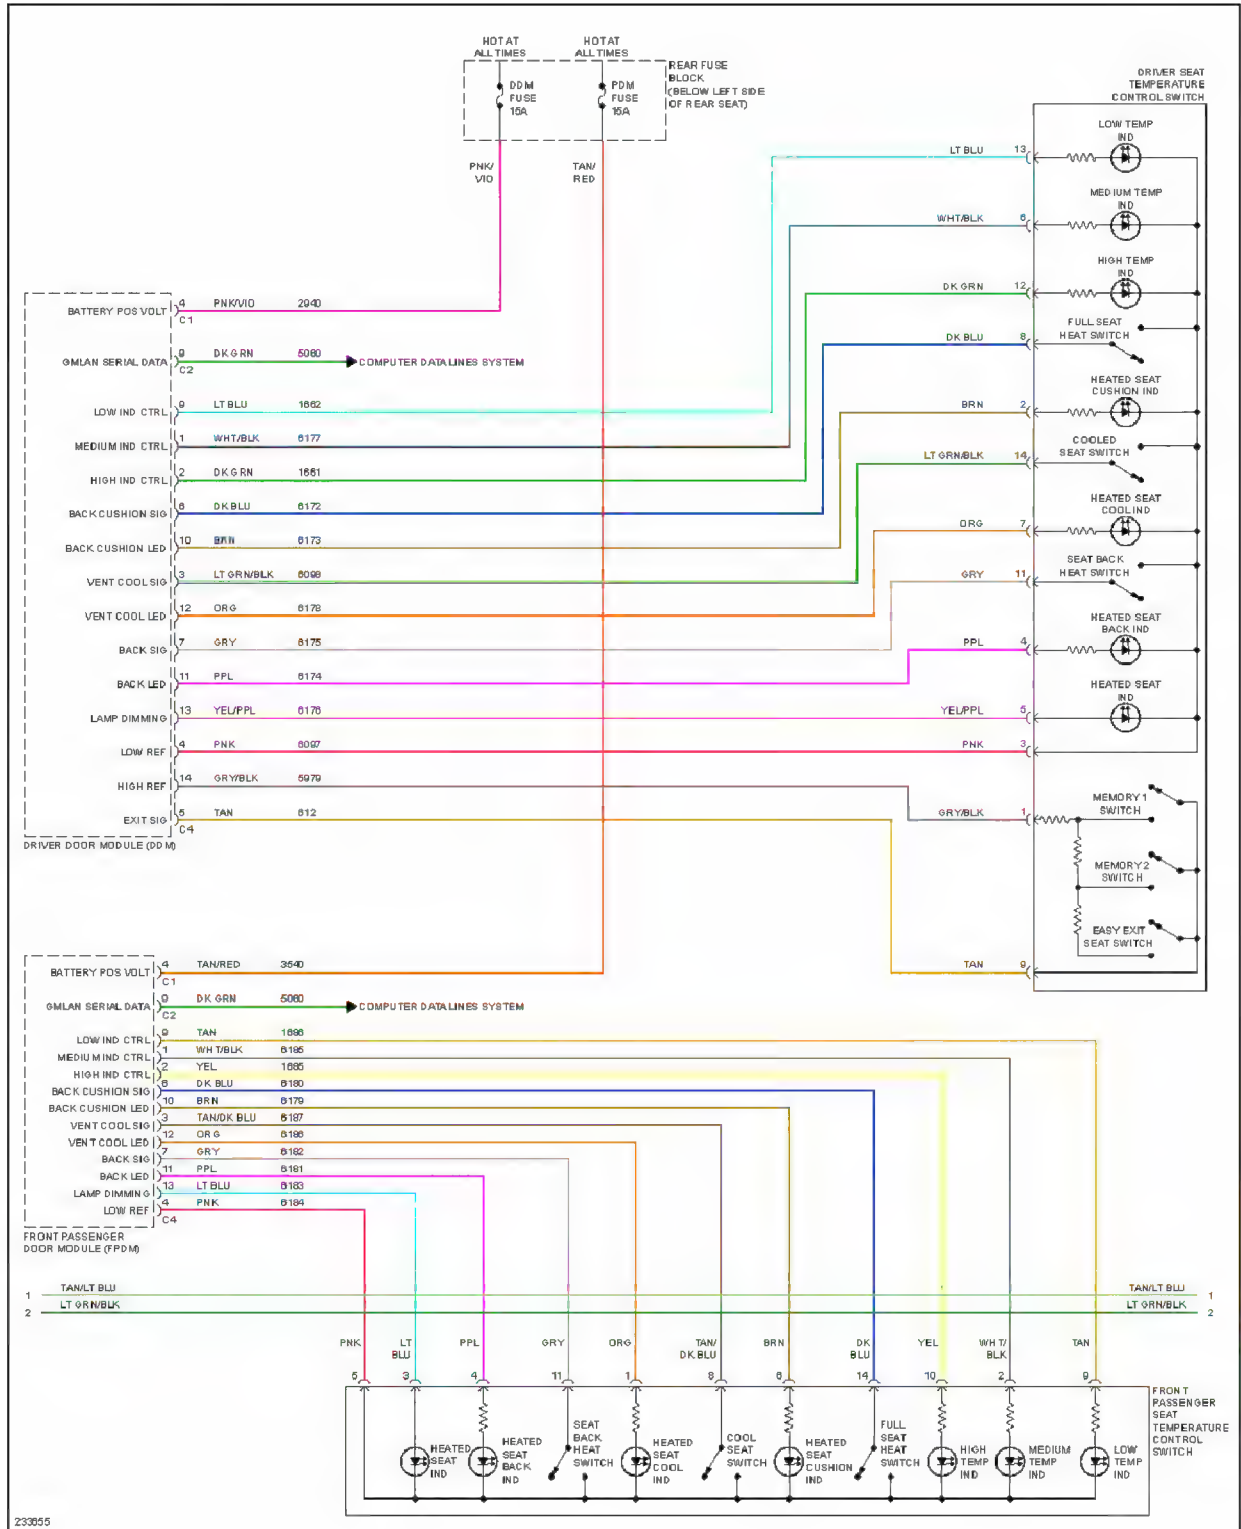 HOT AT
ALL TIMES
HOT AT
ALL TIMES
DDM
FUSE
15A
PDM
FUSE
15A
REAR FUSE
BLOCK
(BELOW LEFT SIDE
OF REAR SEAT)
PNK/
VIO
TAN/
RED
DRIVER SEAT
TEMPERATURE
CONTROL SWITCH
LT BLU 13
LOW TEMP
IND
WHT/BLK 6
MEDIUM TEMP
IND
DK GRN 12
HIGH TEMP
IND
DK BLU 8
FULL SEAT
HEAT SWITCH
BRN 2
HEATED SEAT
CUSHION IND
LT GRN/BLK 14
COOLED
SEAT SWITCH
ORG 7
HEATED SEAT
COOL IND
GRY 11
SEAT BACK
HEAT SWITCH
PPL 4
HEATED SEAT
BACK IND
YEL/PPL 5
HEATED SEAT
IND
PNK 3
GRY/BLK 1
MEMORY 1
SWITCH
MEMORY 2
SWITCH
EASY EXIT
SEAT SWITCH
TAN 9
BATTERY POS VOLT 4 PNK/VIO 2940
C1
GMLAN SERIAL DATA 9 DK GRN 5060 COMPUTER DATA LINES SYSTEM
C2
LOW IND CTRL 9 LT BLU 1662
MEDIUM IND CTRL 1 WHT/BLK 6177
HIGH IND CTRL 2 DK GRN 1661
BACK CUSHION SIG 6 DK BLU 6172
BACK CUSHION LED 10 BRN 6173
VENT COOL SIG 3 LT GRN/BLK 6098
VENT COOL LED 12 ORG 6178
BACK SIG 7 GRY 6175
BACK LED 11 PPL 6174
LAMP DIMMING 13 YEL/PPL 6176
LOW REF 4 PNK 6097
HIGH REF 14 GRY/BLK 5979
EXIT SIG 5 TAN 612
C4
DRIVER DOOR MODULE (DDM)
BATTERY POS VOLT 4 TAN/RED 3540
C1
GMLAN SERIAL DATA 9 DK GRN 5060 COMPUTER DATA LINES SYSTEM
C2
LOW IND CTRL 9 TAN 1686
MEDIUM IND CTRL 1 WHT/BLK 6185
HIGH IND CTRL 2 YEL 1685
BACK CUSHION SIG 6 DK BLU 6180
BACK CUSHION LED 10 BRN 6179
VENT COOL SIG 3 TAN/DK BLU 6187
VENT COOL LED 12 ORG 6186
BACK SIG 7 GRY 6182
BACK LED 11 PPL 6181
LAMP DIMMING 13 LT BLU 6183
LOW REF 4 PNK 6184
C4
FRONT PASSENGER
DOOR MODULE (FPDM)
1 TAN/LT BLU TAN/LT BLU 1
2 LT GRN/BLK LT GRN/BLK 2
PNK LT
BLU PPL GRY ORG TAN/
DK BLU BRN DK
BLU YEL WHT/
BLK TAN
5 3 4 11 1 8 6 14 10 2 9
FRONT
PASSENGER
SEAT
TEMPERATURE
CONTROL
SWITCH
HEATED
SEAT
IND
HEATED
SEAT
BACK
IND
SEAT
BACK
HEAT
SWITCH
HEATED
SEAT
COOL
IND
COOL
SEAT
SWITCH
HEATED
SEAT
CUSHION
IND
FULL
SEAT
HEAT
SWITCH
HIGH
TEMP
IND
MEDIUM
TEMP
IND
LOW
TEMP
IND
233655